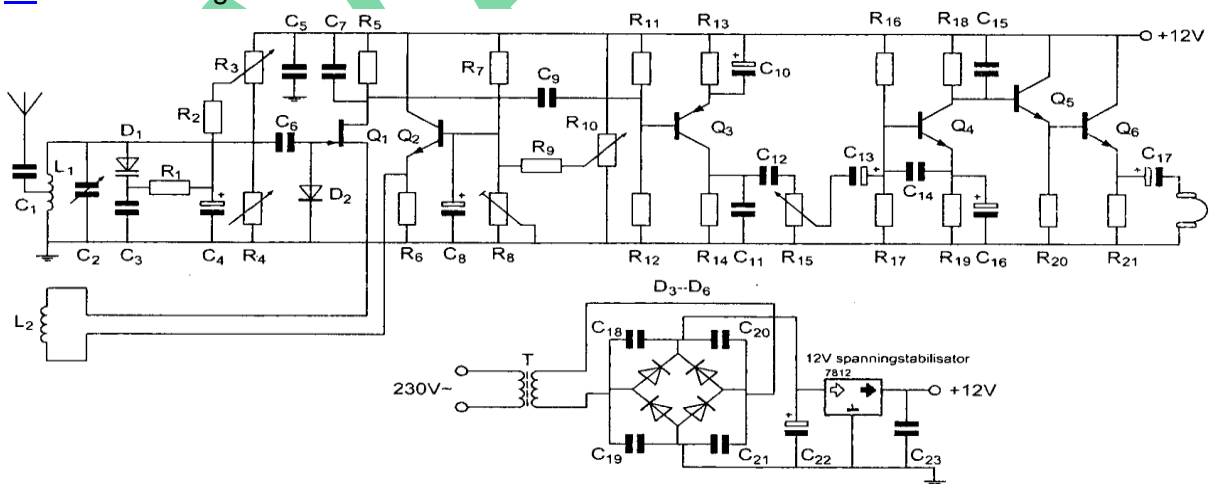 C5 C7 R5 R11 R13 R16 R18 C15
+12V
R3 R7 C9 C10
R2 D1 C6 Q1 Q2 R10 Q3 Q4 Q5 Q6
L1 R1 D2 R9 C12 C13 C14 C17
C1
C2 C3 C4 R4 R6 C8 R8 R12 R14 C11 R15 R17 R19 C16 R20 R21
L2
D3--D6
C18 C20
T
12V spanningstabilisator
7812
230V~
+12V
C19 C21 C22 C23